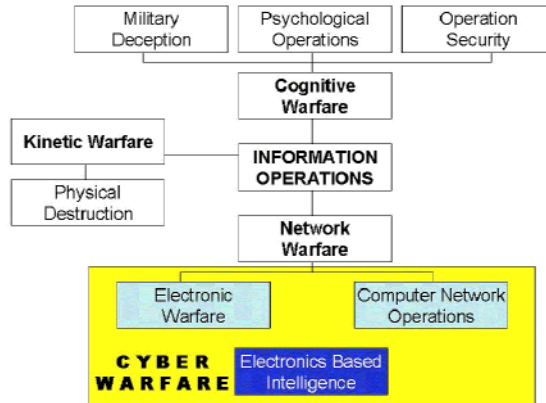 Military
Deception
Psychological
Operations
Operation
Security
Cognitive
Warfare
Kinetic Warfare
INFORMATION
OPERATIONS
Physical
Destruction
Network
Warfare
Electronic
Warfare
Computer Network
Operations
CYBER
WARFARE
Electronics Based
Intelligence